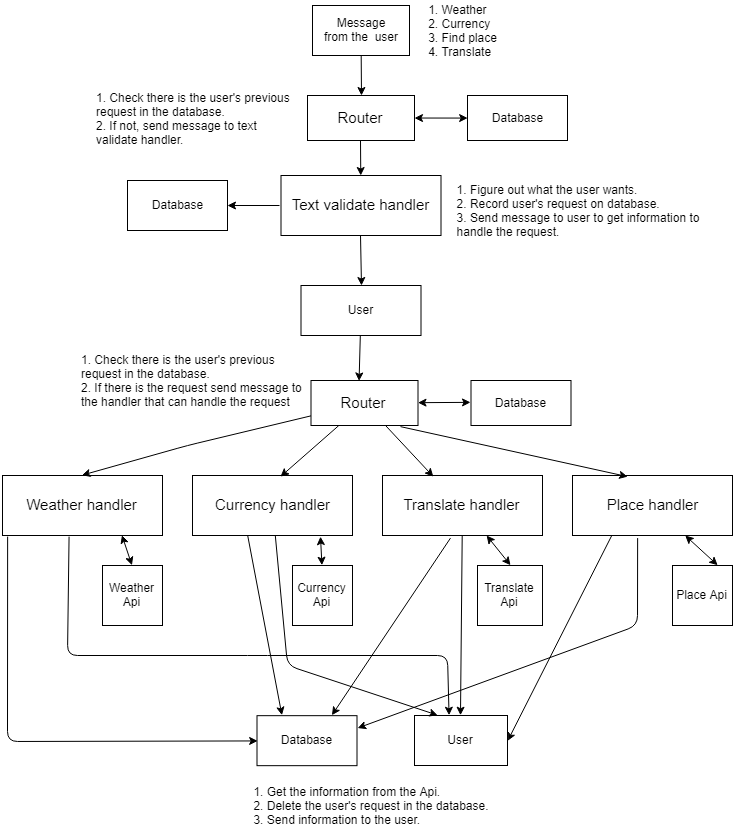 Message
from the user
1. Weather
2. Currency
3. Find place
4. Translate
1. Check there is the user's previous
request in the database.
2. If not, send message to text
validate handler.
Router
Database
Database
Text validate handler
1. Figure out what the user wants.
2. Record user's request on database.
3. Send message to user to get information to
handle the request.
User
1. Check there is the user's previous
request in the database.
2. If there is the request send message to
the handler that can handle the request
Router
Database
Weather handler
Currency handler
Translate handler
Place handler
Weather
Api
Currency
Api
Translate
Api
Place Api
Database
User
1. Get the information from the Api.
2. Delete the user's request in the database.
3. Send information to the user.